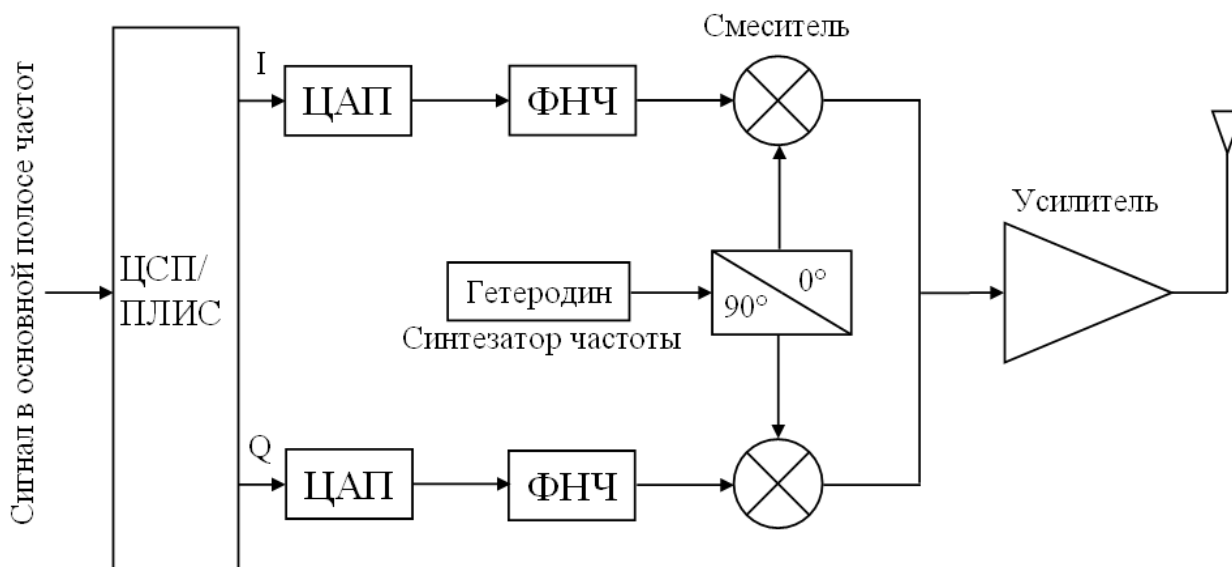 Сигнал в основной полосе частот
ЦСП/
ПЛИС
I
ЦАП
ФНЧ
Смеситель
Гетеродин
Синтезатор частоты
0°
90°
Усилитель
Q
ЦАП
ФНЧ